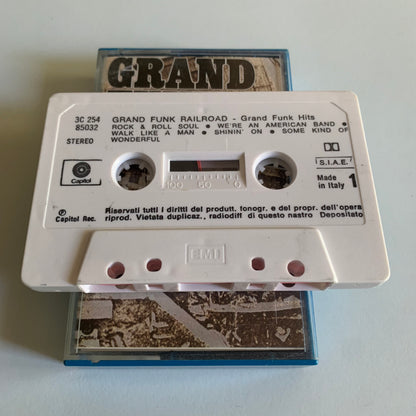 GRAND
3C 254
85032
STEREO
GRAND FUNK RAILROAD - Grand Funk Hits
ROCK & ROLL SOUL • WE'RE AN AMERICAN BAND •
WALK LIKE A MAN • SHININ' ON • SOME KIND OF
WONDERFUL
Capitol
100 50 0
S.I.A.E.
Made
in Italy 1
Ⓟ Capitol Rec.
Riservati tutti i diritti del produtt. fonogr. e del propr. dell'opera
riprod. Vietata duplicaz., radiodiff di questo nastro Depositato
EMI